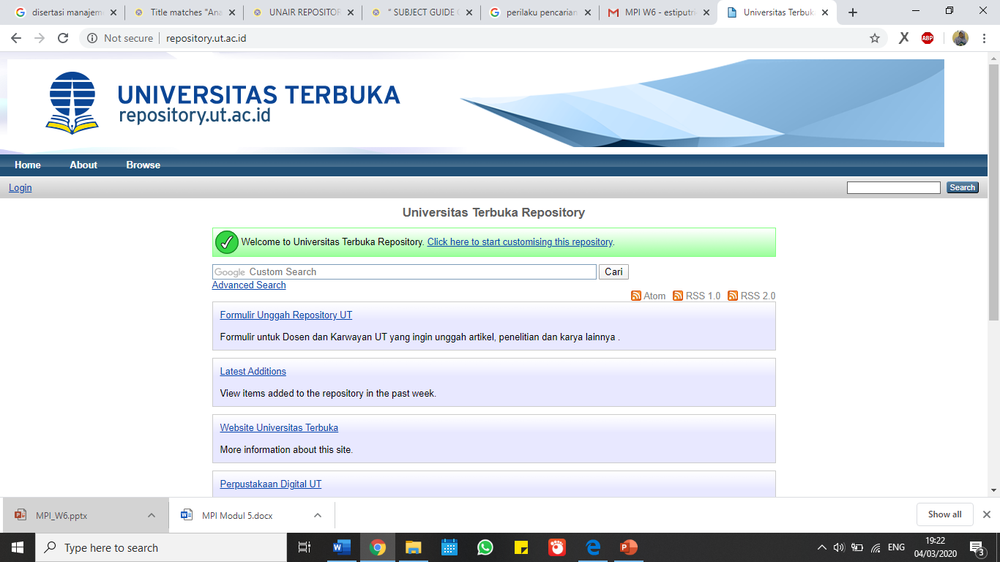 disertasi manajem
Title matches "Ana
UNAIR REPOSITOR
" SUBJECT GUIDE
perilaku pencarian
MPI W6 - estiputri
Universitas Terbuka
Not secure
repository.ut.ac.id
X
ABP
UNIVERSITAS TERBUKA
repository.ut.ac.id
Home About Browse
Login
Search
Universitas Terbuka Repository
Welcome to Universitas Terbuka Repository. Click here to start customising this repository.
Google Custom Search
Cari
Advanced Search
Atom RSS 1.0 RSS 2.0
Formulir Unggah Repository UT
Formulir untuk Dosen dan Karwayan UT yang ingin unggah artikel, penelitian dan karya lainnya .
Latest Additions
View items added to the repository in the past week.
Website Universitas Terbuka
More information about this site.
Perpustakaan Digital UT
MPI_W6.pptx
MPI Modul 5.docx
Show all
Type here to search
ENG
19:22
04/03/2020
3